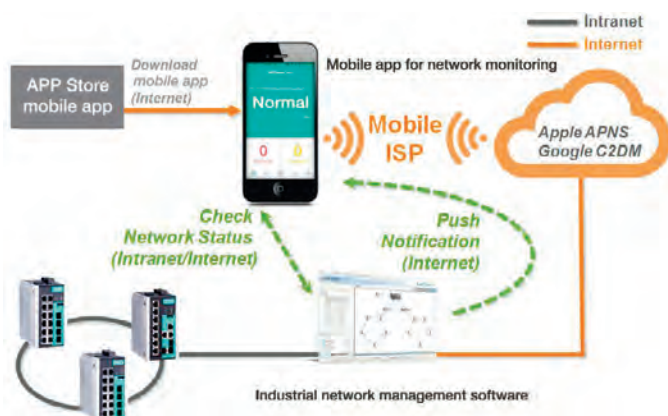 Intranet
Internet
Download
mobile app
(Internet)
APP Store
mobile app
Mobile app for network monitoring
Normal
0
0
Mobile
ISP
Apple APNS
Google C2DM
Check
Network Status
(Intranet/Internet)
Push
Notification
(Internet)
Industrial network management software